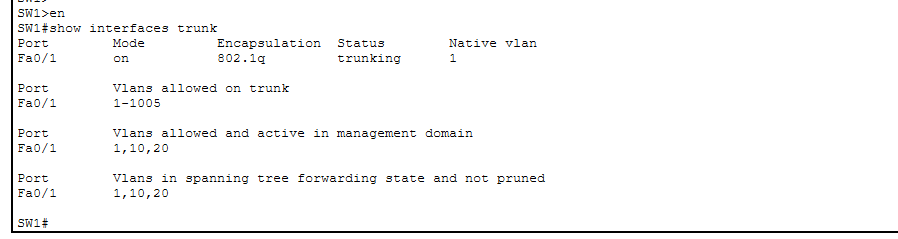 SW1>en
SW1#show interfaces trunk
Port        Mode         Encapsulation  Status        Native vlan
Fa0/1       on           802.1q         trunking      1
Port        Vlans allowed on trunk
Fa0/1       1-1005
Port        Vlans allowed and active in management domain
Fa0/1       1,10,20
Port        Vlans in spanning tree forwarding state and not pruned
Fa0/1       1,10,20
SW1#